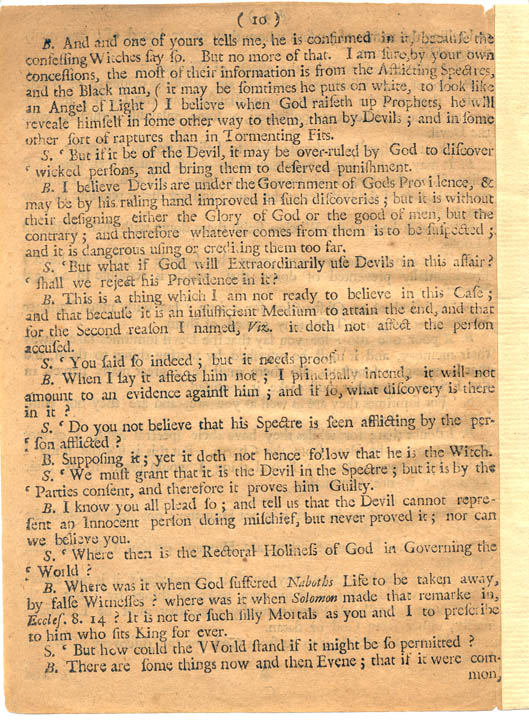 ( 10 )
B. And and one of yours tells me, he is confirmed in it, because the
confeſſing Witches ſay ſo. But no more of that. I am ſure, by your own
conceſſions, the moſt of their information is from the Afflicting Spectres,
and the Black man, ( it may be ſomtimes he puts on white, to look like
an Angel of Light ) I believe when God raiſeth up Prophets, he will
reveale himſelf in ſome other way to them, than by Devils ; and in ſome
other ſort of raptures than in Tormenting Fits.
S. ‘ But if it be of the Devil, it may be over-ruled by God to diſcover
‘ wicked perſons, and bring them to deſerved puniſhment.
B. I believe Devils are under the Government of Gods Providence, &
may be by his ruling hand improved in ſuch diſcoveries ; but it is without
their deſigning either the Glory of God or the good of men, but the
contrary ; and therefore whatever comes from them is to be ſuſpected ;
and it is dangerous uſing or crediting them too far.
S. ‘ But what if God will Extraordinarily uſe Devils in this affair ?
‘ ſhall we reject his Providence in it ?
B. This is a thing which I am not ready to believe in this Caſe ;
and that becauſe it is an inſufficient Medium to attain the end, and that
for the Second reaſon I named, Viz. it doth not affect the perſon
accuſed.
S. ‘ You ſaid ſo indeed ; but it needs proof.
B. When I ſay it affects him not ; I principally intend, it will not
amount to an evidence againſt him ; and if ſo, what diſcovery is there
in it ?
S. ‘ Do you not believe that his Spectre is ſeen afflicting by the per-
‘ ſon afflicted ?
B. Suppoſing it ; yet it doth not hence follow that he is the Witch.
S. ‘ We muſt grant that it is the Devil in the Spectre ; but it is by the
‘ Parties conſent, and therefore it proves him Guilty.
B. I know you all plead ſo ; and tell us that the Devil cannot repre-
ſent an Innocent perſon doing miſchief, but never proved it ; nor can
we believe you.
S. ‘ Where then is the Rectoral Holineſs of God in Governing the
‘ World ?
B. Where was it when God ſuffered Naboths Life to be taken away,
by falſe Witneſſes ? where was it when Solomon made that remarke in,
Eccleſ. 8. 14 ? It is not for ſuch ſilly Mortals as you and I to preſcribe
to him who ſits King for ever.
S. ‘ But how could the VVorld ſtand if it might be ſo permitted ?
B. There are ſome things now and then Evene ; that if it were com-
mon,